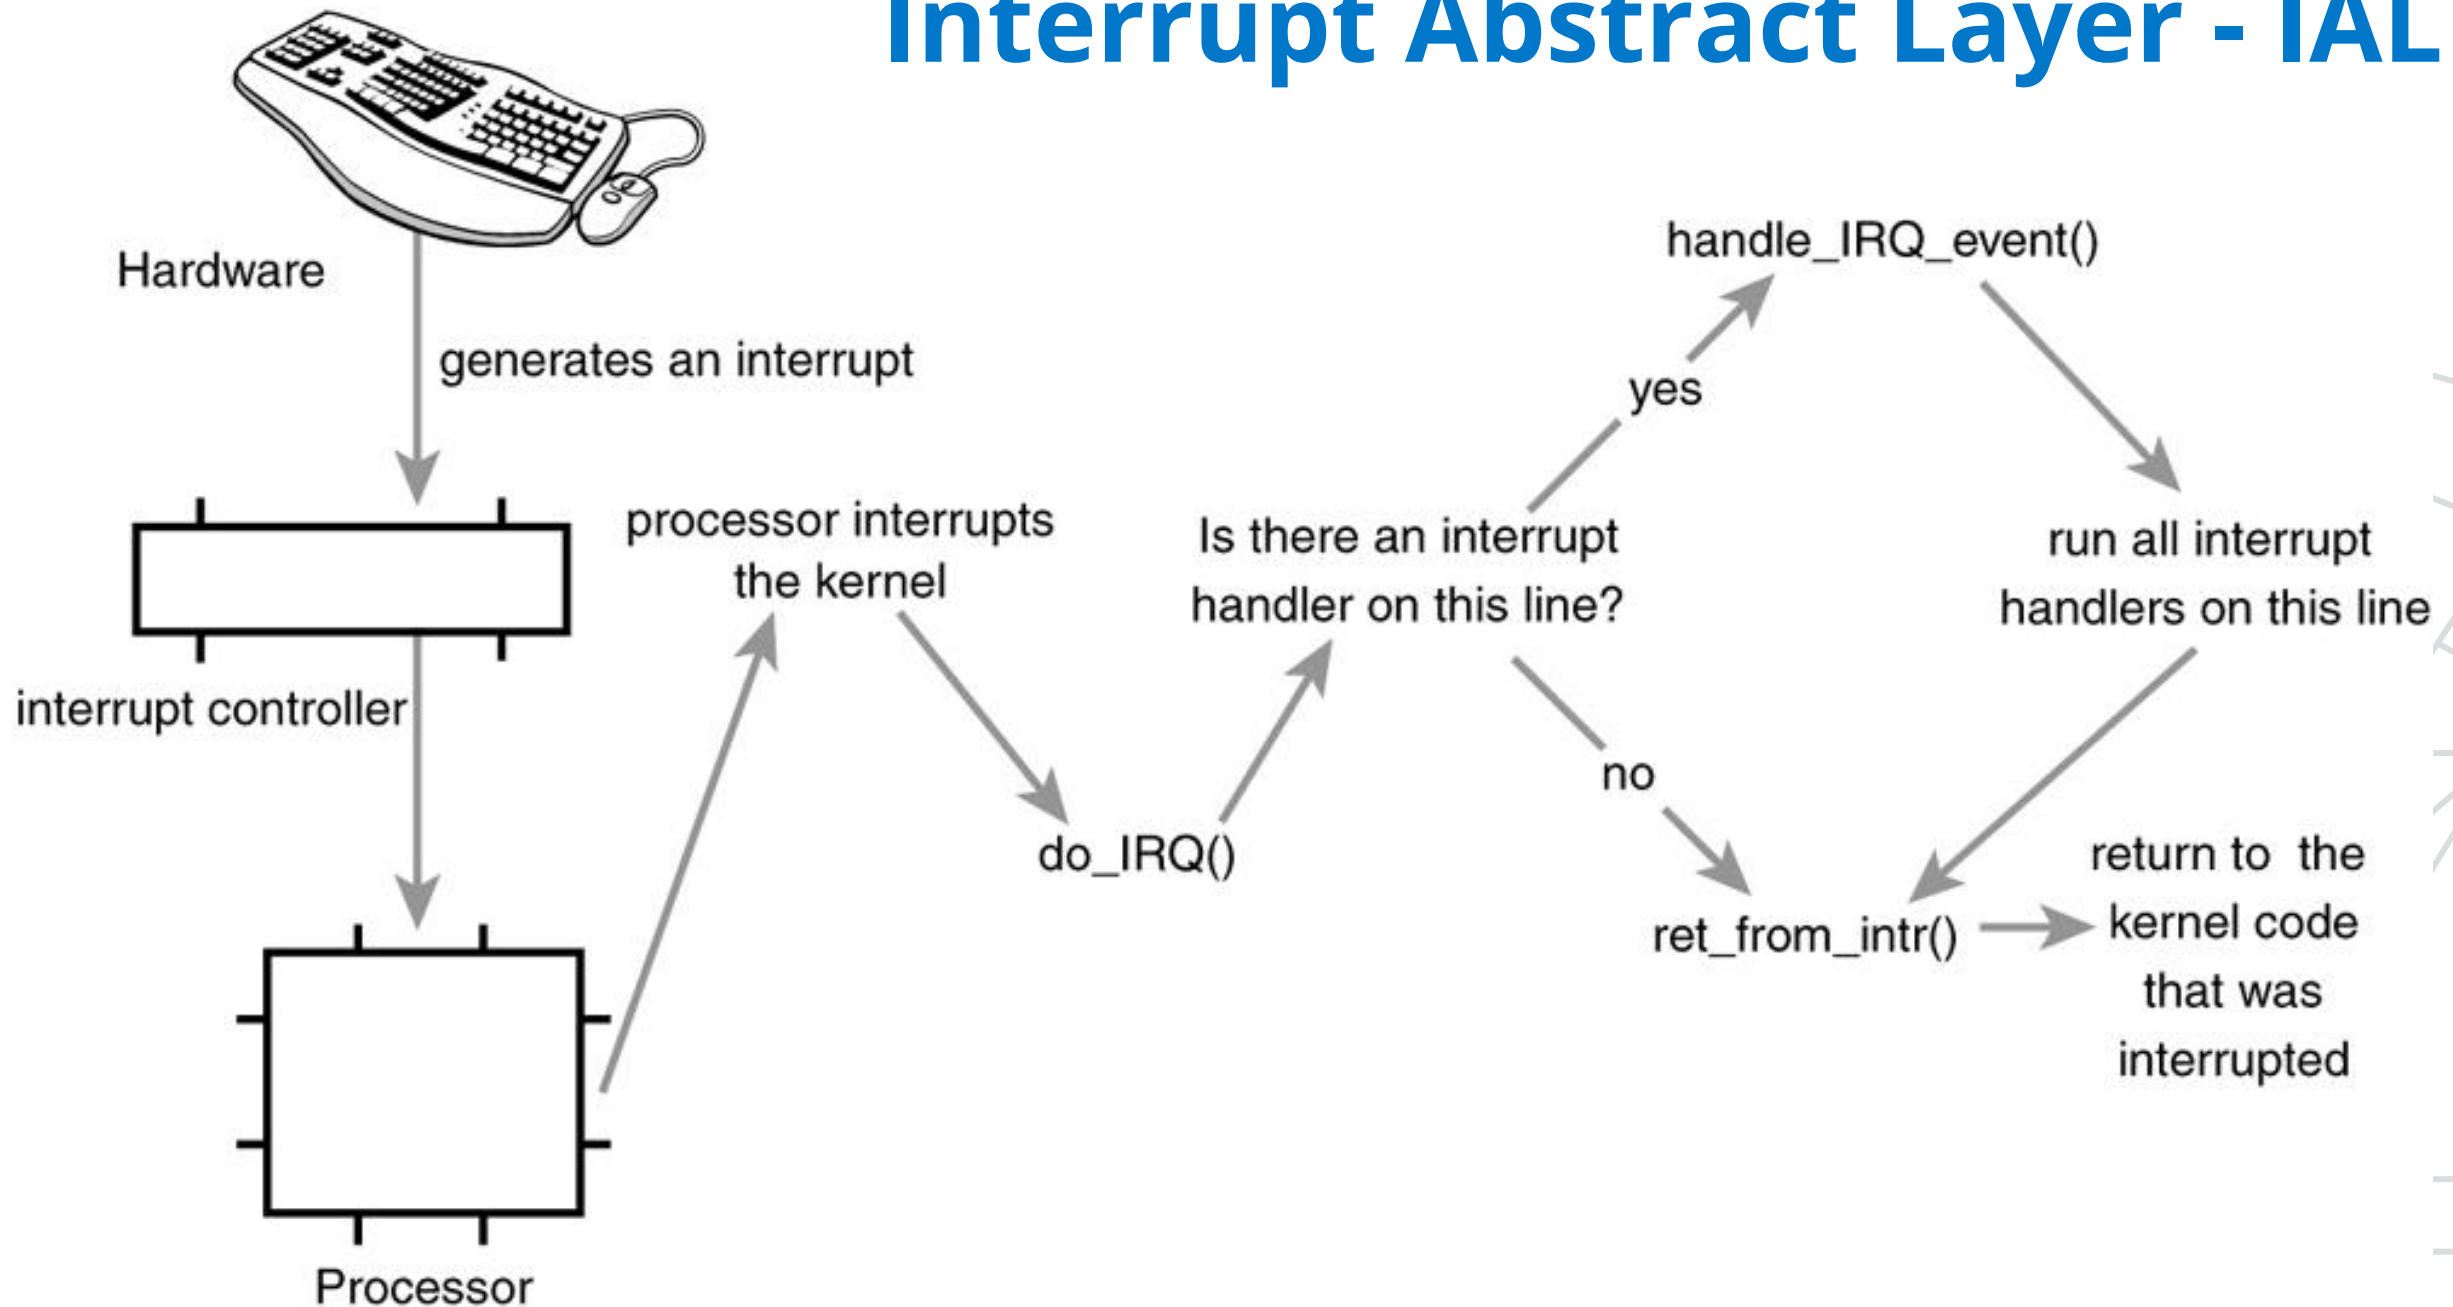 Interrupt Abstract Layer - IAL
Hardware
generates an interrupt
interrupt controller
Processor
processor interrupts
the kernel
do_IRQ()
Is there an interrupt
handler on this line?
yes
handle_IRQ_event()
run all interrupt
handlers on this line
no
ret_from_intr()
return to the
kernel code
that was
interrupted